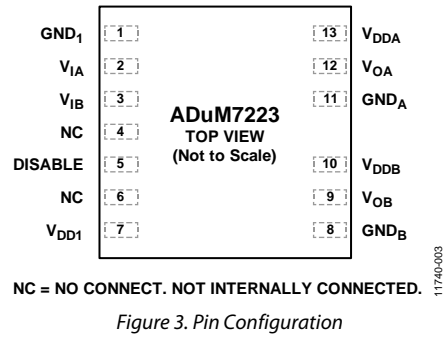 GND1 1 13 VDDA
VIA 2 12 VOA
VIB 3 11 GNDA
NC 4
ADuM7223
TOP VIEW
(Not to Scale)
DISABLE 5 10 VDDB
NC 6 9 VOB
VDD1 7 8 GNDB
11740-003
NC = NO CONNECT. NOT INTERNALLY CONNECTED.
Figure 3. Pin Configuration